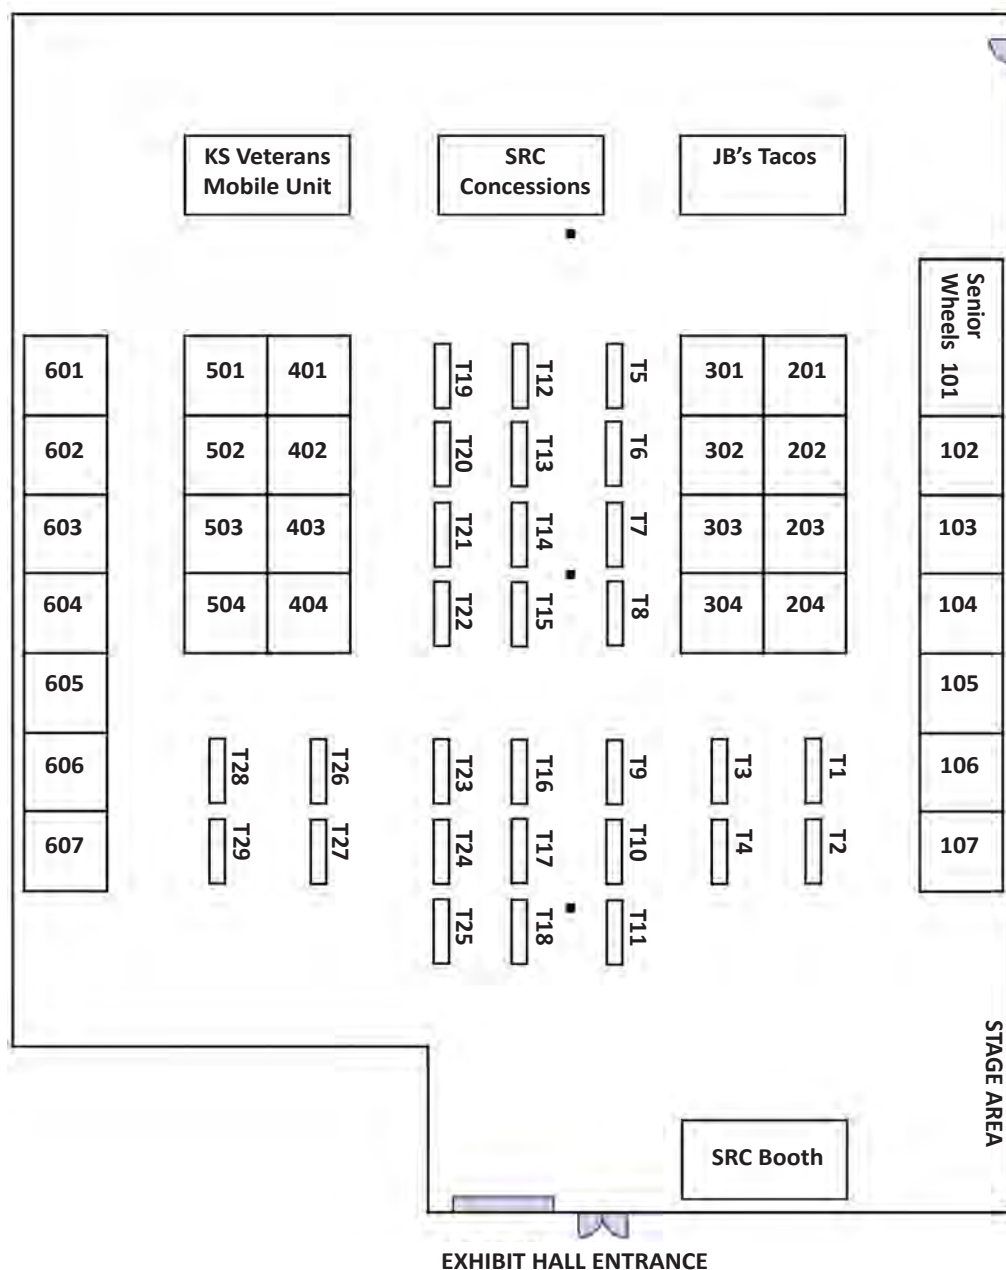 KS Veterans
Mobile Unit
SRC
Concessions
JB's Tacos
Senior
Wheels 101
601
501
401
T19
T12
T5
301
201
602
502
402
T20
T13
T6
302
202
102
603
503
403
T21
T14
T7
303
203
103
604
504
404
T22
T15
T8
304
204
104
605
105
606
T28
T26
T23
T16
T9
T3
T1
106
607
T29
T27
T24
T17
T10
T4
T2
107
T25
T18
T11
STAGE AREA
SRC Booth
EXHIBIT HALL ENTRANCE